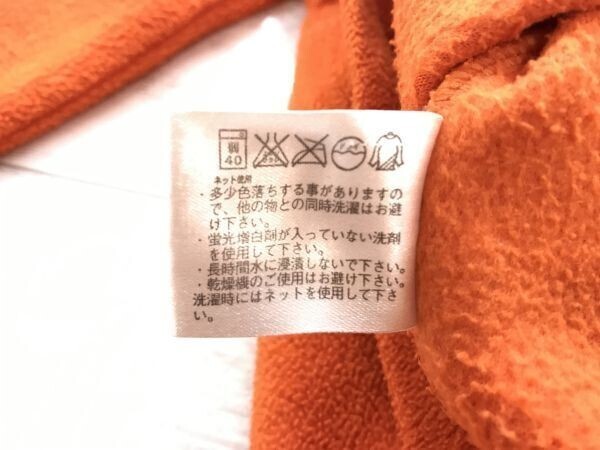 弱
40
ネット使用
・多少色落ちする事がありますの
で、他の物との同時洗濯はお避
け下さい。
・蛍光増白剤が入っていない洗剤
を使用して下さい。
・長時間水に浸漬しないで下さい。
・乾燥機のご使用はお避け下さい。
洗濯時にはネットを使用して下さ
い。